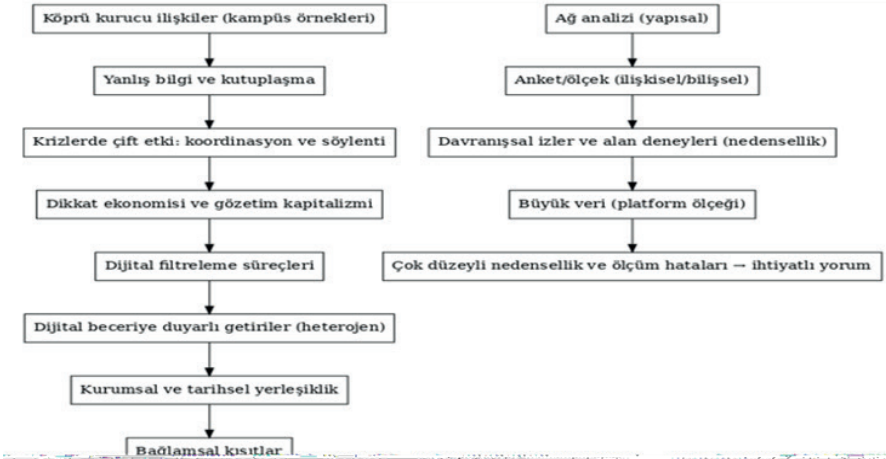 Köprü kurucu ilişkiler (kampüs örnekleri)
Yanlış bilgi ve kutuplaşma
Krizlerde çift etki: koordinasyon ve söylenti
Dikkat ekonomisi ve gözetim kapitalizmi
Dijital filtreleme süreçleri
Dijital beceriye duyarlı getiriler (heterojen)
Kurumsal ve tarihsel yerleşiklik
Bağlamsal kısıtlar
Ağ analizi (yapısal)
Anket/ölçek (ilişkisel/bilişsel)
Davranışsal izler ve alan deneyleri (nedensellik)
Büyük veri (platform ölçeği)
Çok düzeyli nedensellik ve ölçüm hataları → ihtiyatlı yorum